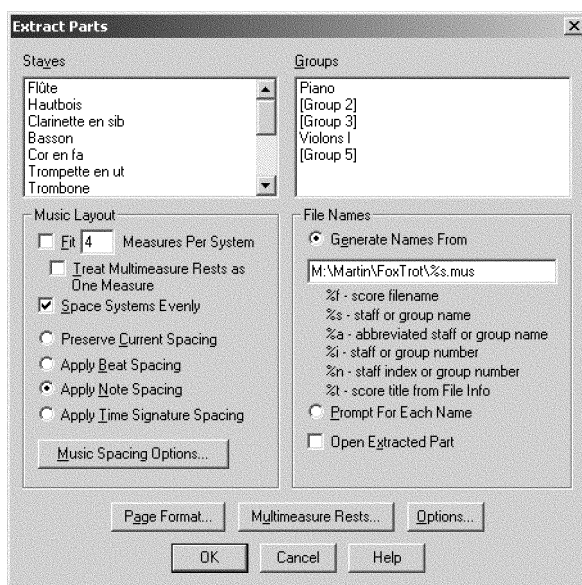 Extract Parts
Staves
Flûte
Hautbois
Clarinette en sib
Basson
Cor en fa
Trompette en ut
Trombone
Groups
Piano
[Group 2]
[Group 3]
Violons I
[Group 5]
Music Layout
Fit 4 Measures Per System
Treat Multimeasure Rests as
One Measure
Space Systems Evenly
Preserve Current Spacing
Apply Beat Spacing
Apply Note Spacing
Apply Time Signature Spacing
Music Spacing Options...
File Names
Generate Names From
M:\Martin\FoxTrot\%s.mus
%f - score filename
%s - staff or group name
%a - abbreviated staff or group name
%i - staff or group number
%n - staff index or group number
%t - score title from File Info
Prompt For Each Name
Open Extracted Part
Page Format... Multimeasure Rests... Options...
OK Cancel Help